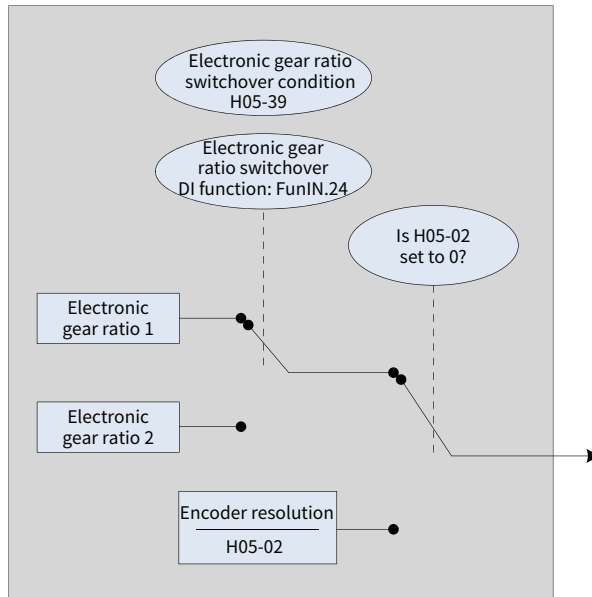 Electronic gear ratio
switchover condition
H05-39
Electronic gear
ratio switchover
DI function: FunIN.24
Is H05-02
set to 0?
Electronic
gear ratio 1
Electronic
gear ratio 2
Encoder resolution
H05-02